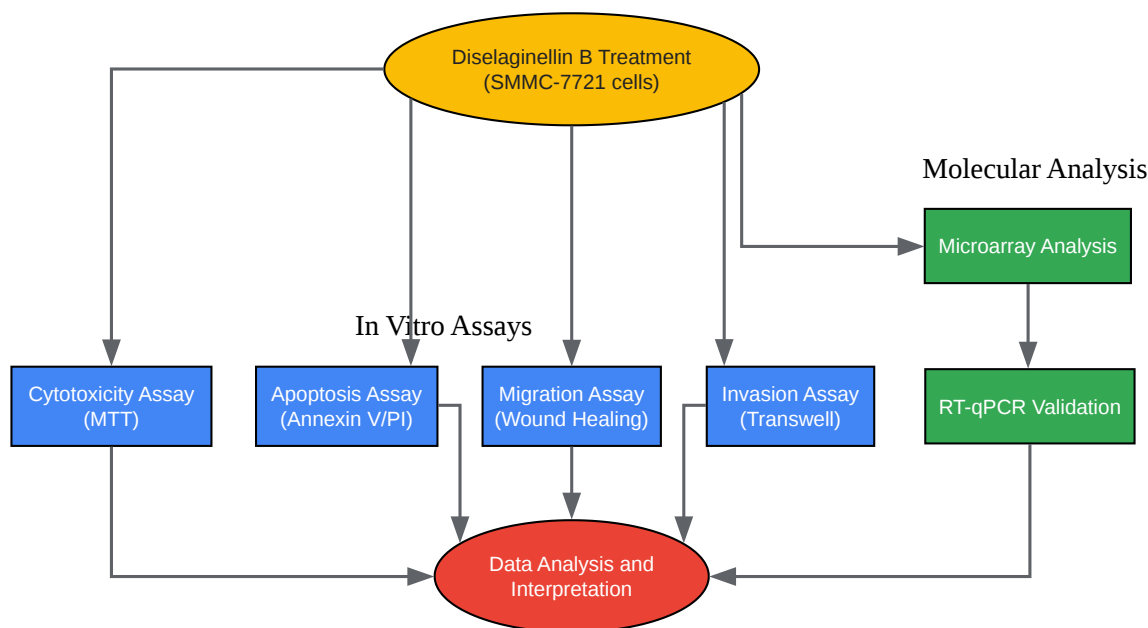 Diselaginellin B Treatment
(SMMC-7721 cells)
Molecular Analysis
Microarray Analysis
In Vitro Assays
Cytotoxicity Assay
(MTT)
Apoptosis Assay
(Annexin V/PI)
Migration Assay
(Wound Healing)
Invasion Assay
(Transwell)
RT-qPCR Validation
Data Analysis and
Interpretation